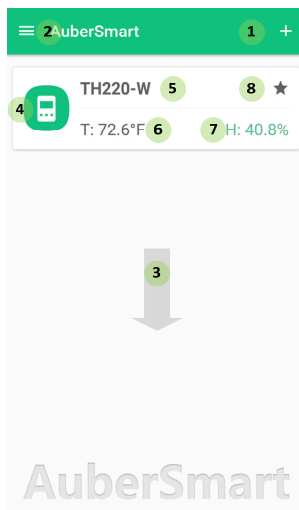 2 AuberSmart 1 +
TH220-W 5 8
4
T: 72.6°F 6 7 H: 40.8%
3
AuberSmart